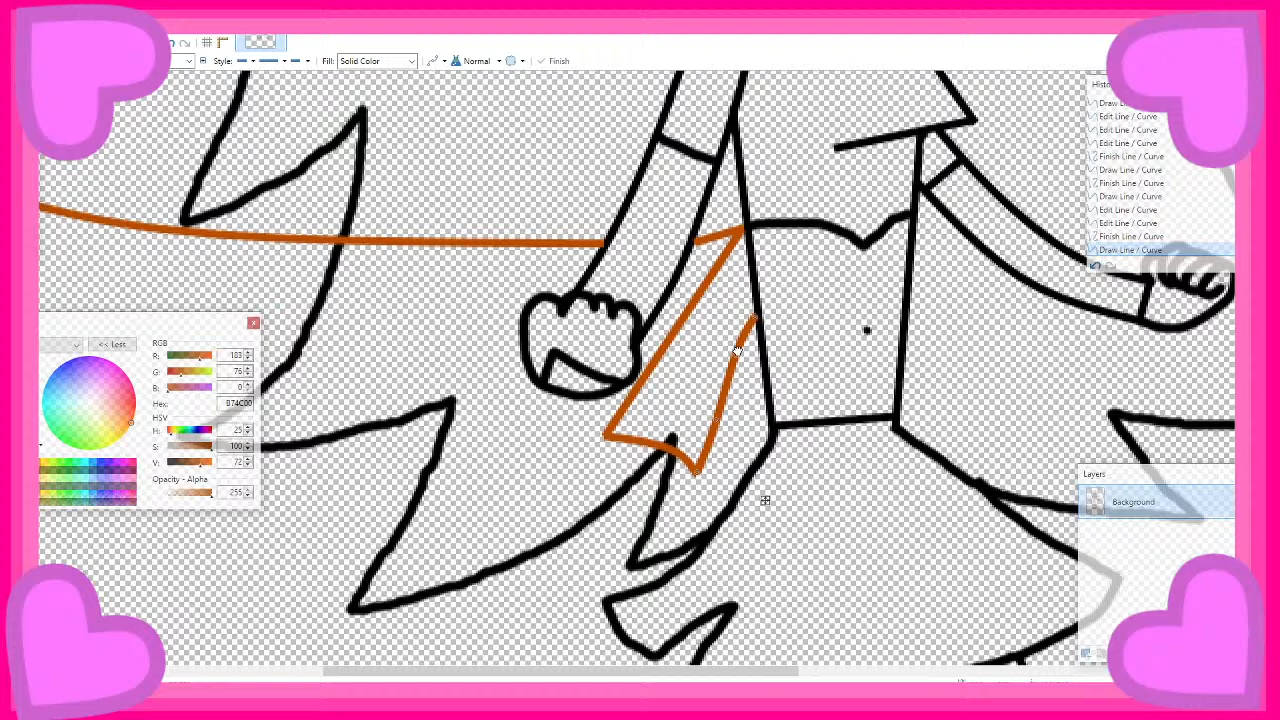 Style:
Fill: Solid Color
Normal
Finish
Histo
Draw Li
Edit Line / Curve
Edit Line / Curve
Edit Line / Curve
Finish Line / Curve
Draw Line / Curve
Finish Line / Curve
Draw Line / Curve
Edit Line / Curve
Edit Line / Curve
Finish Line / Curve
Draw Line / Curve
<< Less
RGB
R: 183
G: 76
B: 0
Hex: B74C00
HSV
H: 25
S: 100
V: 72
Opacity - Alpha
255
Layers
Background